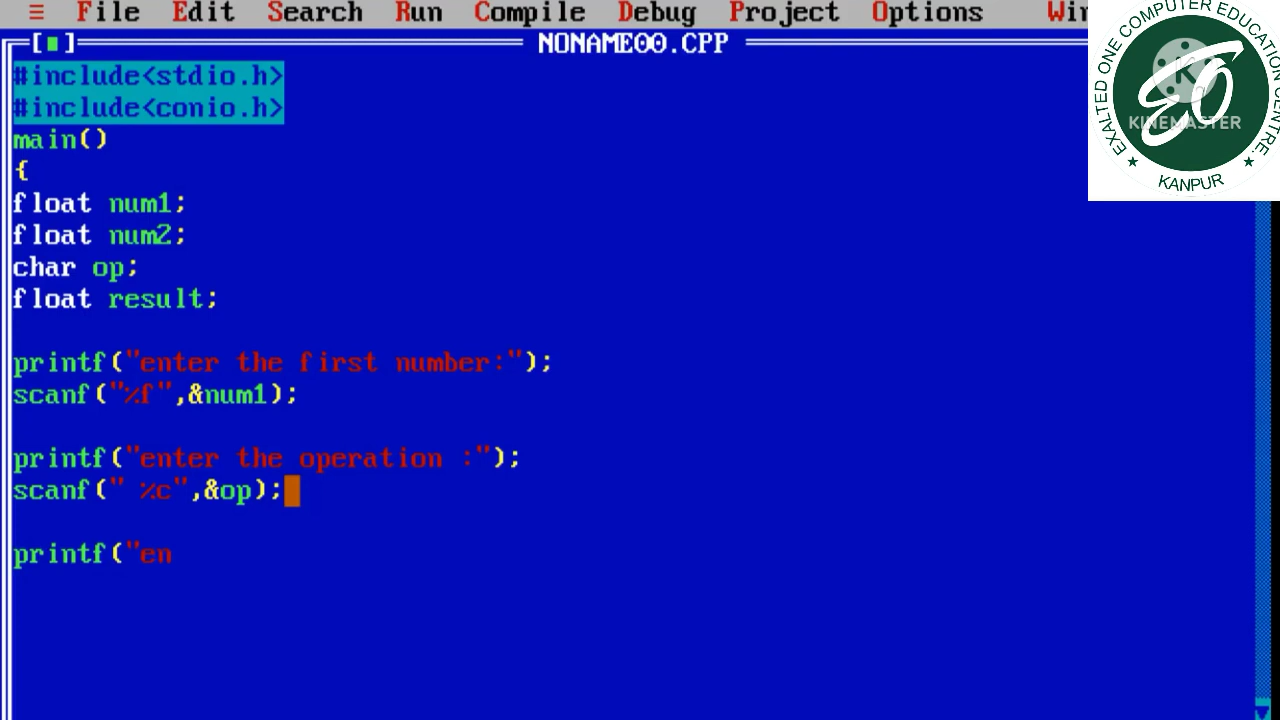 ≡ File Edit Search Run Compile Debug Project Options
[■] NONAME00.CPP
#include<stdio.h>
#include<conio.h>
main()
{
float num1;
float num2;
char op;
float result;
printf("enter the first number:");
scanf("%f",&num1);
printf("enter the operation :");
scanf(" %c",&op);
printf("en
EXALTED ONE COMPUTER EDUCATION CENTRE.
EO
K
KINEMASTER
★ KANPUR ★